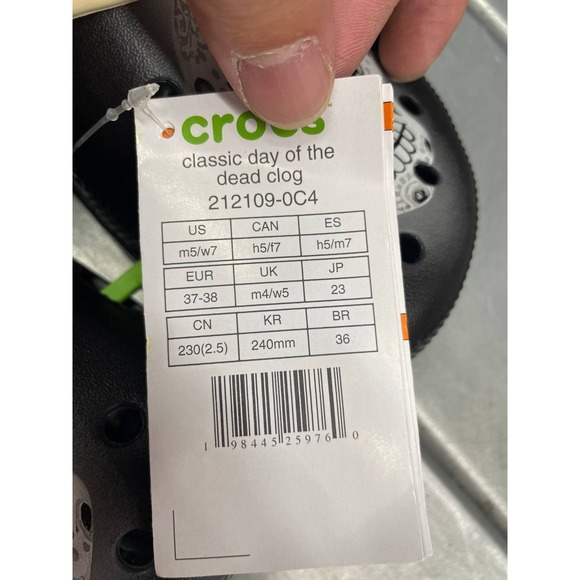 crocs™
classic day of the
dead clog
212109-0C4
US CAN ES
m5/w7 h5/f7 h5/m7
EUR UK JP
37-38 m4/w5 23
CN KR BR
230(2.5) 240mm 36
1 98445 25976 0